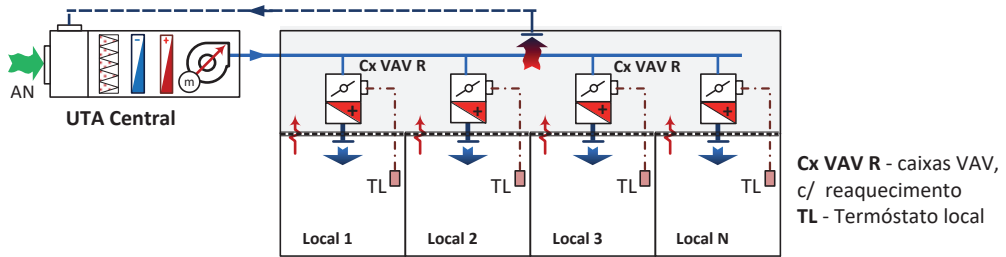 AN
UTA Central
m
−
+
Cx VAV R
Cx VAV R
+
+
+
+
TL
TL
TL
TL
Local 1
Local 2
Local 3
Local N
Cx VAV R - caixas VAV,
c/ reaquecimento
TL - Termóstato local